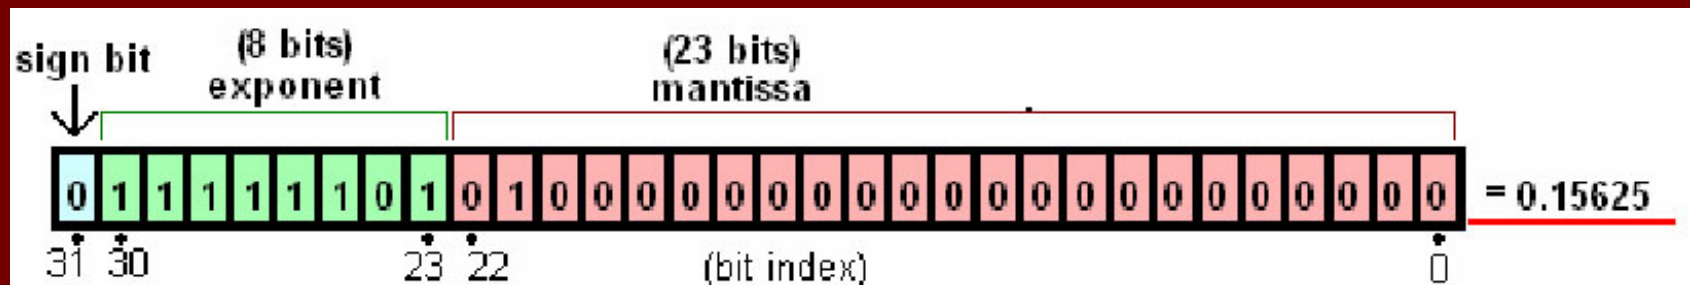 sign bit
(8 bits)
exponent
(23 bits)
mantissa
0 1 1 1 1 1 1 0 1 0 1 0 0 0 0 0 0 0 0 0 0 0 0 0 0 0 0 0 0 0 0 0 = 0.15625
31 30 23 22 (bit index) 0